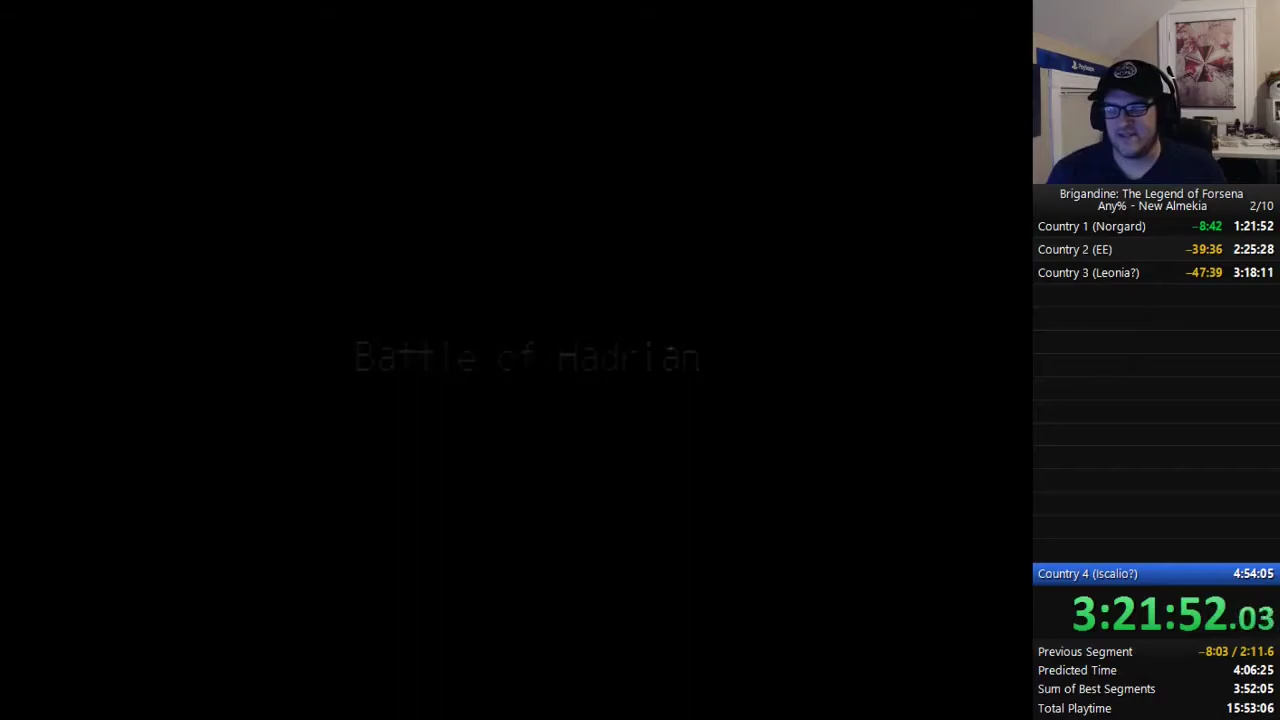 Battle of Hadrian
PlayStation
Brigandine: The Legend of Forsena
Any% - New Almekia 2/10
Country 1 (Norgard) −8:42 1:21:52
Country 2 (EE) −39:36 2:25:28
Country 3 (Leonia?) −47:39 3:18:11
Country 4 (Iscalio?) 4:54:05
3:21:52.03
Previous Segment −8:03 / 2:11.6
Predicted Time 4:06:25
Sum of Best Segments 3:52:05
Total Playtime 15:53:06